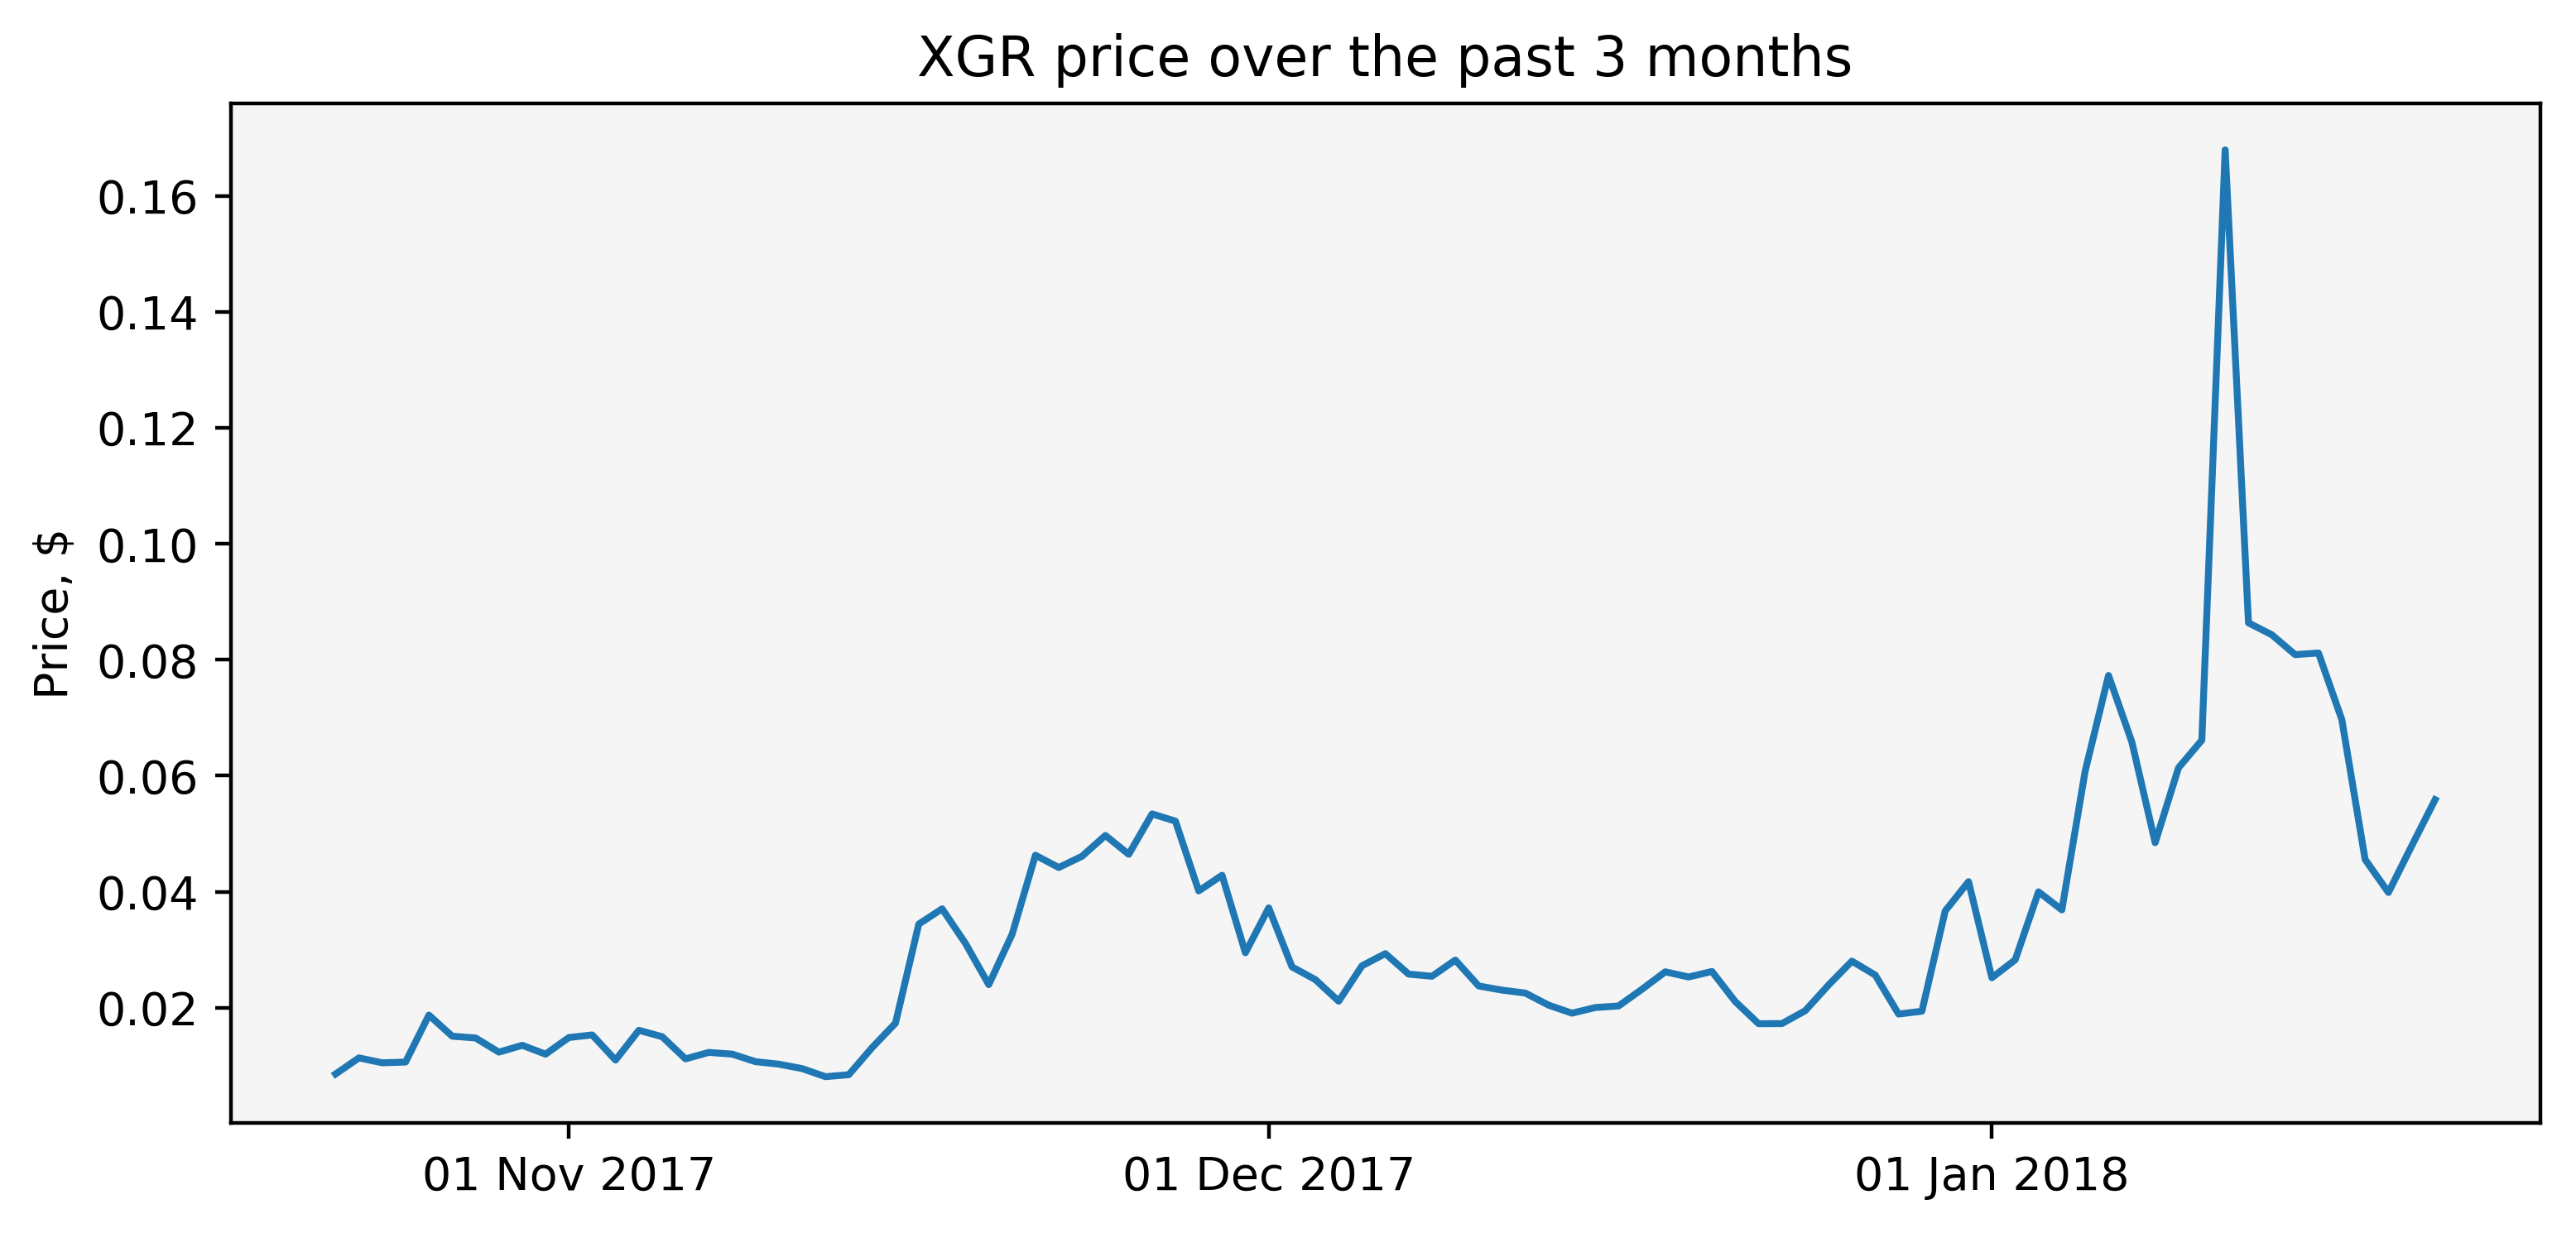 XGR price over the past 3 months
Price, $
0.16
0.14
0.12
0.10
0.08
0.06
0.04
0.02
01 Nov 2017
01 Dec 2017
01 Jan 2018